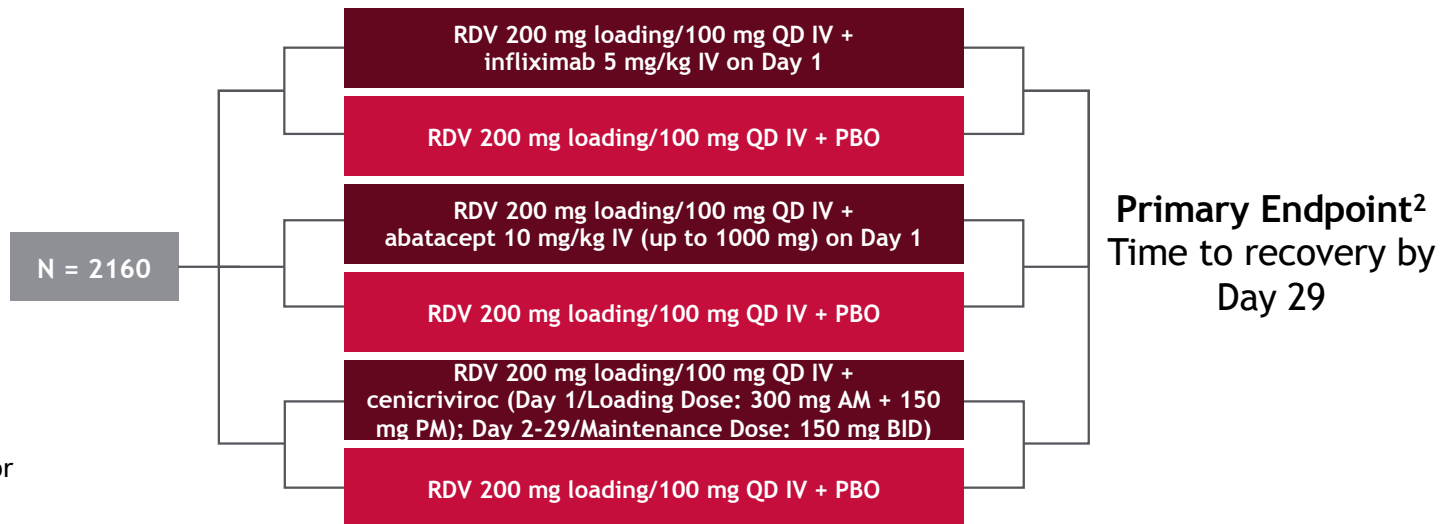 RDV 200 mg loading/100 mg QD IV +
infliximab 5 mg/kg IV on Day 1
RDV 200 mg loading/100 mg QD IV + PBO
RDV 200 mg loading/100 mg QD IV +
abatacept 10 mg/kg IV (up to 1000 mg) on Day 1
N = 2160
RDV 200 mg loading/100 mg QD IV + PBO
RDV 200 mg loading/100 mg QD IV +
cenicriviroc (Day 1/Loading Dose: 300 mg AM + 150
mg PM); Day 2-29/Maintenance Dose: 150 mg BID)
or
RDV 200 mg loading/100 mg QD IV + PBO
Primary Endpoint²
Time to recovery by
Day 29